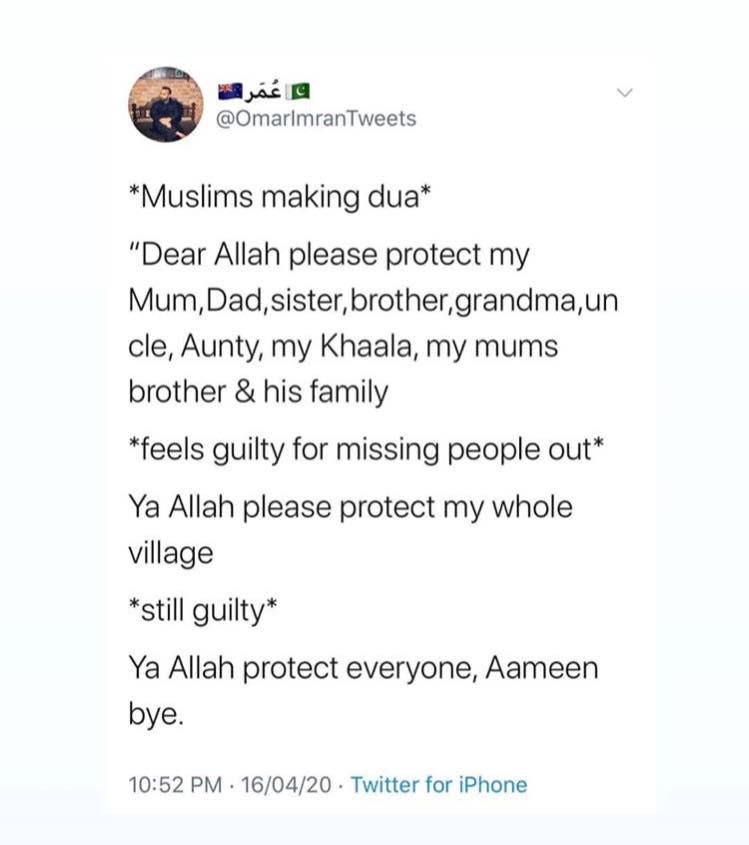 عُمَر
@OmarImranTweets
*Muslims making dua*
"Dear Allah please protect my
Mum,Dad,sister,brother,grandma,un
cle, Aunty, my Khaala, my mums
brother & his family
*feels guilty for missing people out*
Ya Allah please protect my whole
village
*still guilty*
Ya Allah protect everyone, Aameen
bye.
10:52 PM · 16/04/20 · Twitter for iPhone